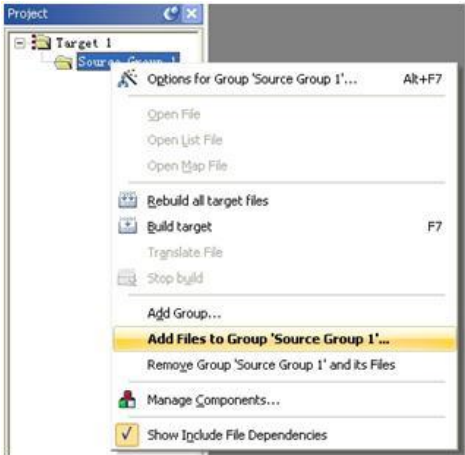 Project
Target 1
Source Group 1
Options for Group 'Source Group 1'... Alt+F7
Open File
Open List File
Open Map File
Rebuild all target files
Build target F7
Translate File
Stop build
Add Group...
Add Files to Group 'Source Group 1'...
Remove Group 'Source Group 1' and its Files
Manage Components...
Show Include File Dependencies